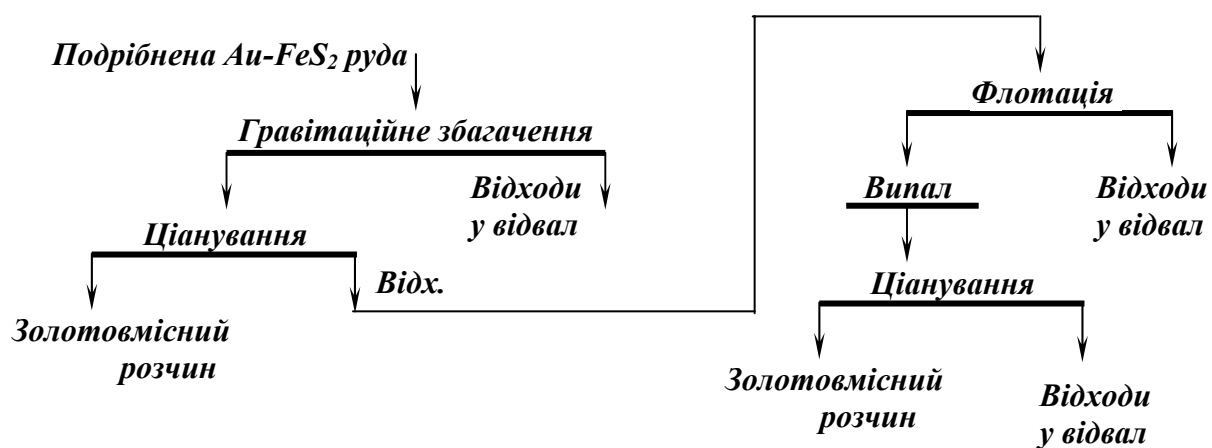 Подрібнена Au-FeS₂ руда
Гравітаційне збагачення
Відходи
у відвал
Ціанування
Відх.
Золотовмісний
розчин
Флотація
Випал
Відходи
у відвал
Ціанування
Золотовмісний
розчин
Відходи
у відвал